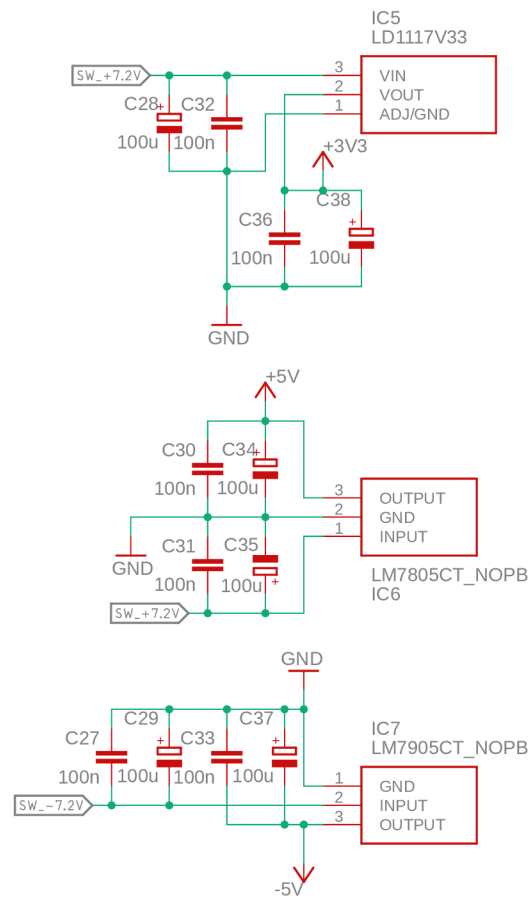 IC5
LD1117V33
SW_+7.2V
3
VIN
2
VOUT
1
ADJ/GND
C28
+
C32
100u
100n
+3V3
C36
C38
+
100n
100u
GND
+5V
C30
C34
+
100n
100u
3
OUTPUT
2
GND
1
INPUT
GND
C31
C35
100n
100u
+
LM7805CT_NOPB
IC6
SW_+7.2V
GND
C27
C29
+
C33
C37
+
100n
100u
100n
100u
IC7
LM7905CT_NOPB
1
GND
SW_-7.2V
2
INPUT
3
OUTPUT
-5V